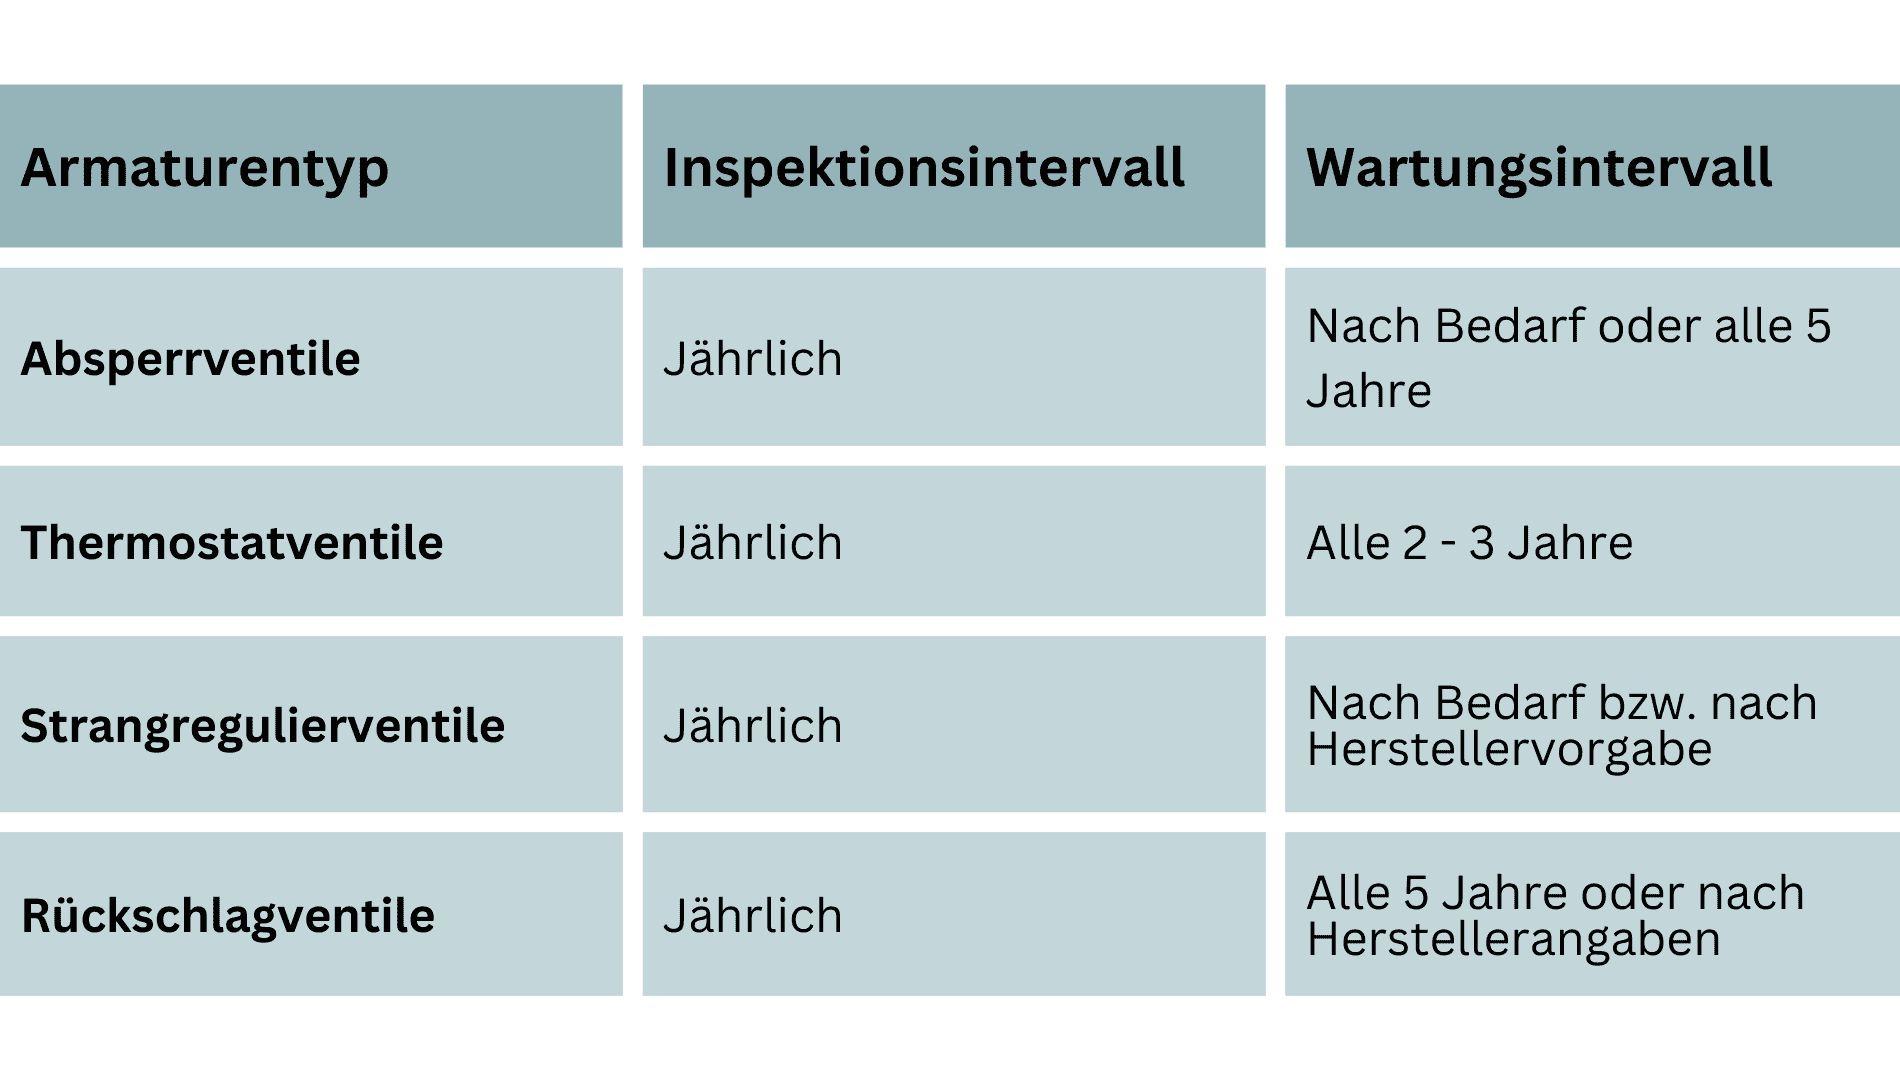 Armaturentyp
Inspektionsintervall
Wartungsintervall
Absperrventile
Jährlich
Nach Bedarf oder alle 5
Jahre
Thermostatventile
Jährlich
Alle 2 - 3 Jahre
Strangregulierventile
Jährlich
Nach Bedarf bzw. nach
Herstellervorgabe
Rückschlagventile
Jährlich
Alle 5 Jahre oder nach
Herstellerangaben